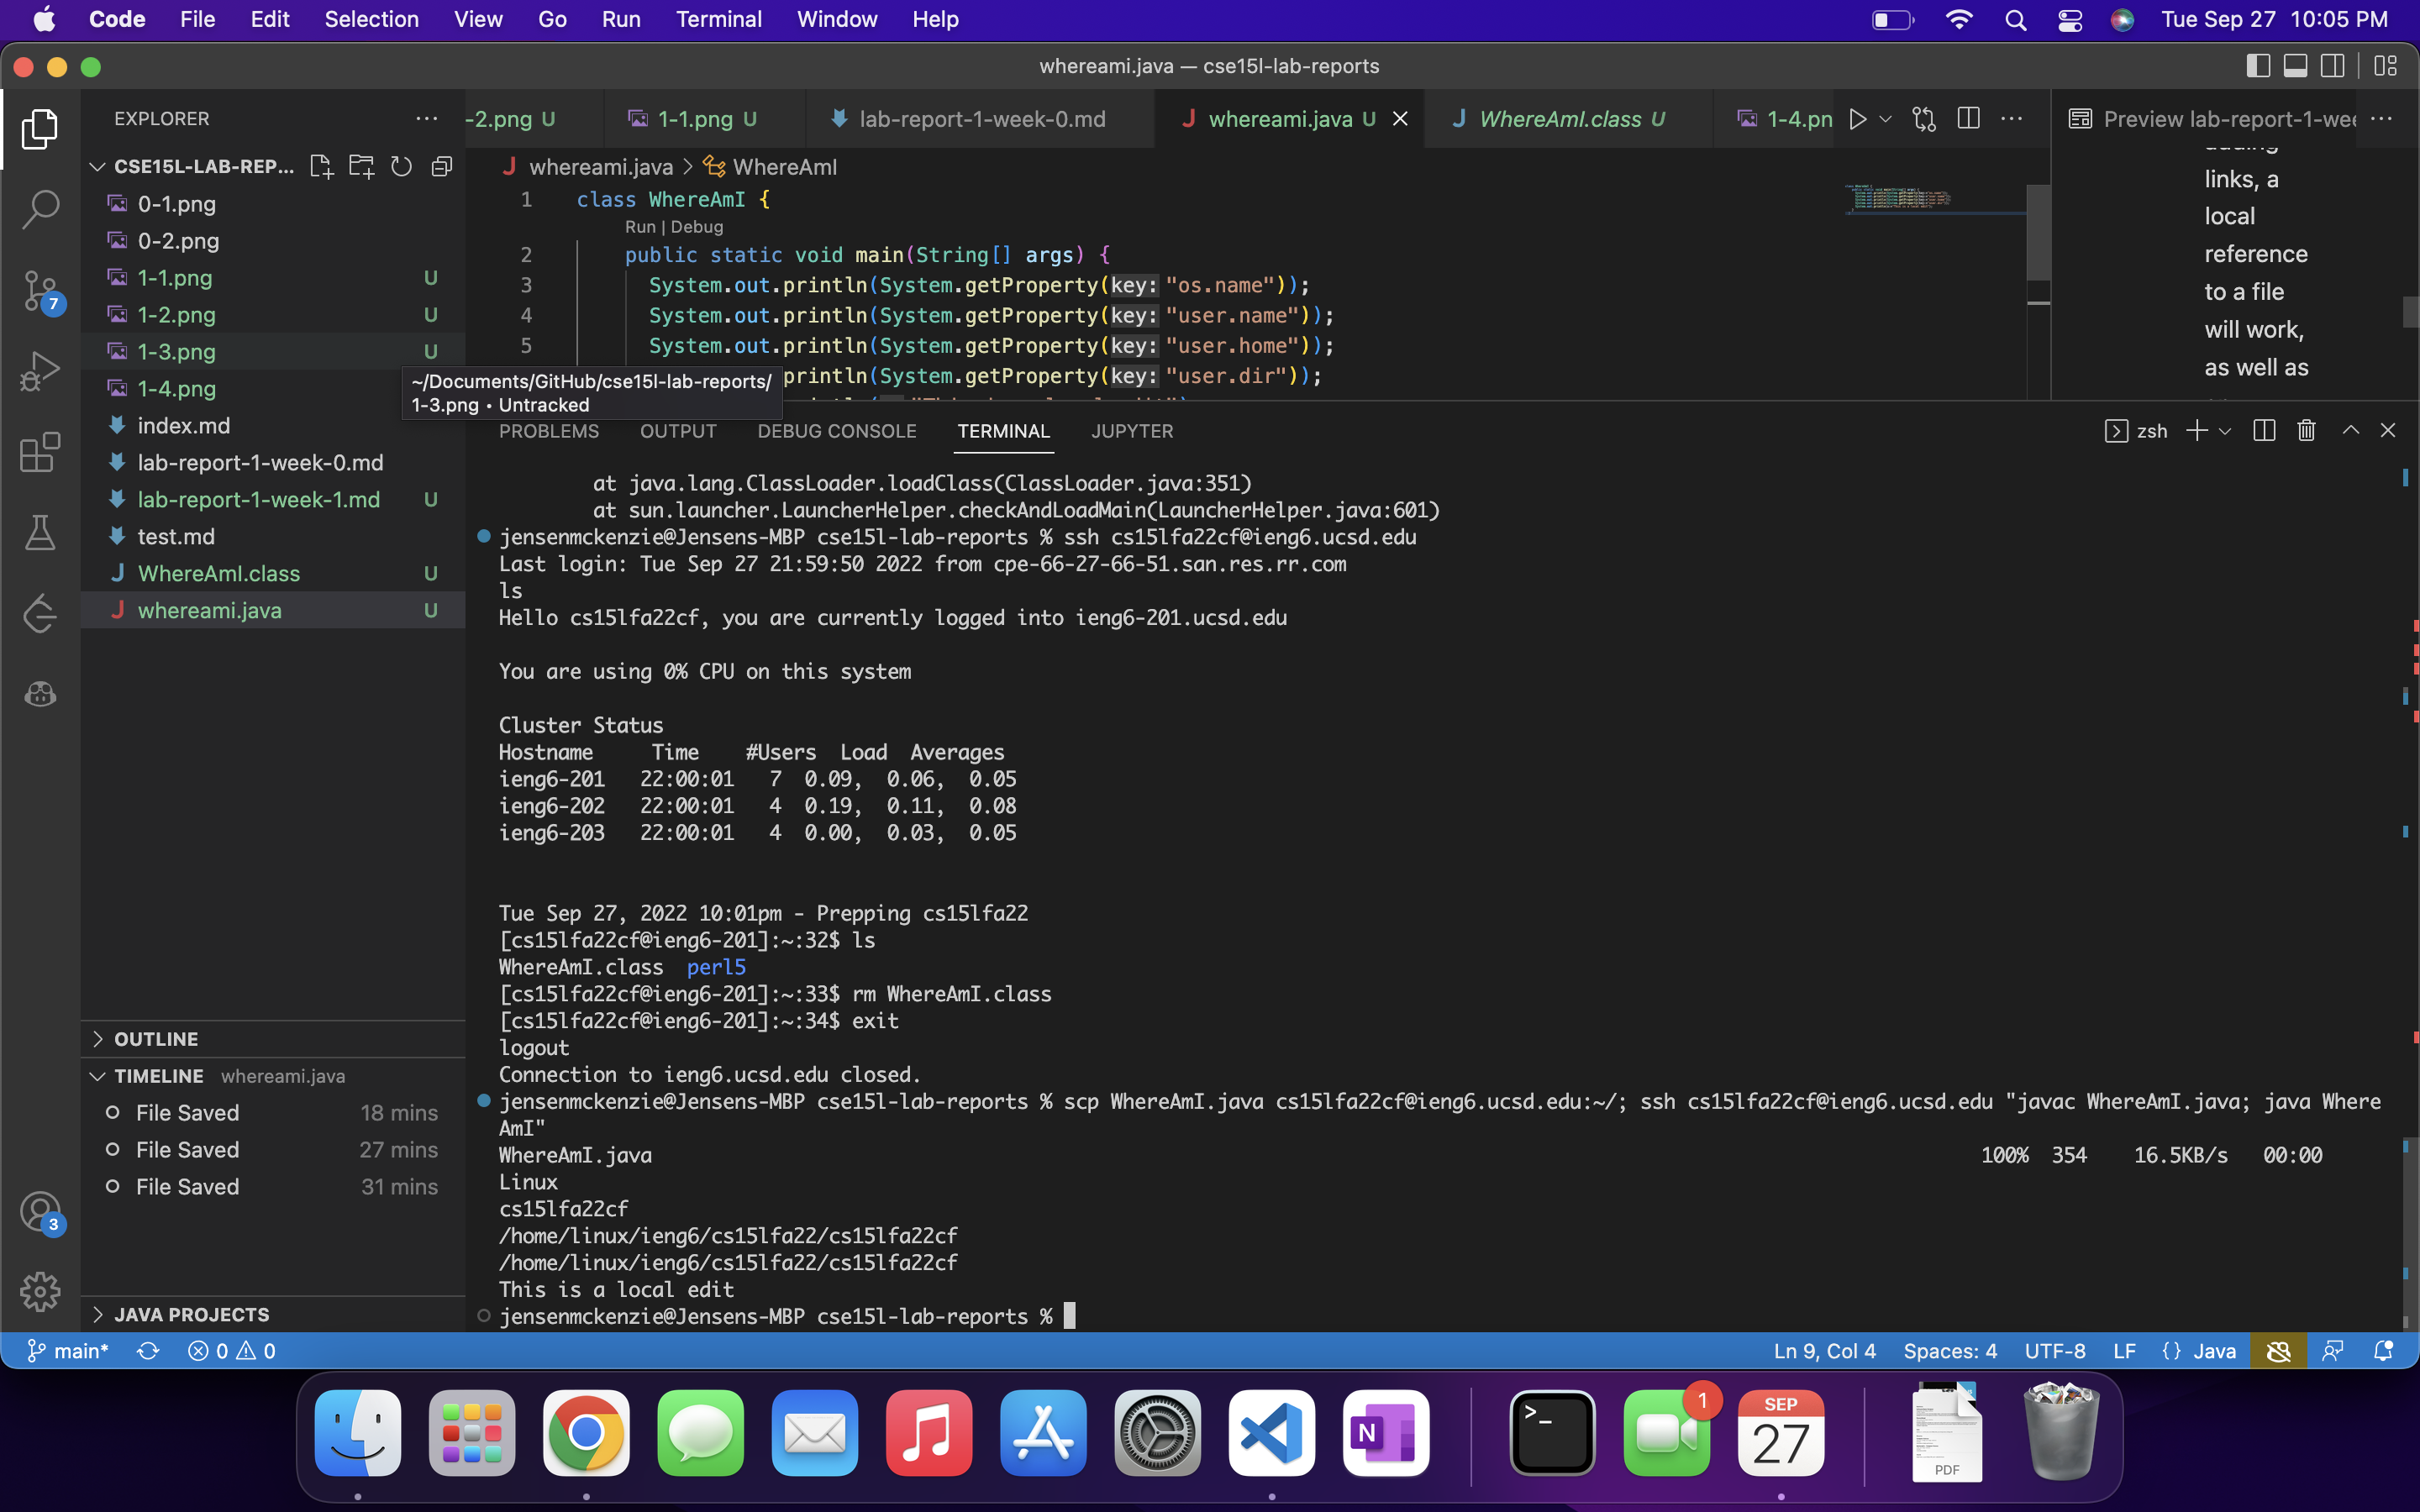 Code File Edit Selection View Go Run Terminal Window Help Tue Sep 27 10:05 PM
whereami.java — cse15l-lab-reports
EXPLORER
-2.png U 1-1.png U lab-report-1-week-0.md whereami.java U WhereAmI.class U 1-4.pn Preview lab-report-1-wee
CSE15L-LAB-REP...
0-1.png
0-2.png
1-1.png U
1-2.png U
1-3.png U
1-4.png
index.md
lab-report-1-week-0.md
lab-report-1-week-1.md U
test.md
WhereAmI.class U
whereami.java U
7
~/Documents/GitHub/cse15l-lab-reports/
1-3.png • Untracked
OUTLINE
TIMELINE whereami.java
File Saved 18 mins
File Saved 27 mins
File Saved 31 mins
3
JAVA PROJECTS
whereami.java > WhereAmI
1 class WhereAmI {
Run | Debug
2 public static void main(String[] args) {
3 System.out.println(System.getProperty(key:"os.name"));
4 System.out.println(System.getProperty(key:"user.name"));
5 System.out.println(System.getProperty(key:"user.home"));
println(System.getProperty(key:"user.dir"));
links, a
local
reference
to a file
will work,
as well as
PROBLEMS OUTPUT DEBUG CONSOLE TERMINAL JUPYTER zsh
at java.lang.ClassLoader.loadClass(ClassLoader.java:351)
at sun.launcher.LauncherHelper.checkAndLoadMain(LauncherHelper.java:601)
jensenmckenzie@Jensens-MBP cse15l-lab-reports % ssh cs15lfa22cf@ieng6.ucsd.edu
Last login: Tue Sep 27 21:59:50 2022 from cpe-66-27-66-51.san.res.rr.com
ls
Hello cs15lfa22cf, you are currently logged into ieng6-201.ucsd.edu
You are using 0% CPU on this system
Cluster Status
Hostname Time #Users Load Averages
ieng6-201 22:00:01 7 0.09, 0.06, 0.05
ieng6-202 22:00:01 4 0.19, 0.11, 0.08
ieng6-203 22:00:01 4 0.00, 0.03, 0.05
Tue Sep 27, 2022 10:01pm - Prepping cs15lfa22
[cs15lfa22cf@ieng6-201]:~:32$ ls
WhereAmI.class perl5
[cs15lfa22cf@ieng6-201]:~:33$ rm WhereAmI.class
[cs15lfa22cf@ieng6-201]:~:34$ exit
logout
Connection to ieng6.ucsd.edu closed.
jensenmckenzie@Jensens-MBP cse15l-lab-reports % scp WhereAmI.java cs15lfa22cf@ieng6.ucsd.edu:~/; ssh cs15lfa22cf@ieng6.ucsd.edu "javac WhereAmI.java; java Where
AmI"
WhereAmI.java 100% 354 16.5KB/s 00:00
Linux
cs15lfa22cf
/home/linux/ieng6/cs15lfa22/cs15lfa22cf
/home/linux/ieng6/cs15lfa22/cs15lfa22cf
This is a local edit
jensenmckenzie@Jensens-MBP cse15l-lab-reports %
main* 0 0 Ln 9, Col 4 Spaces: 4 UTF-8 LF {} Java
N
>_
1
SEP
27
PDF